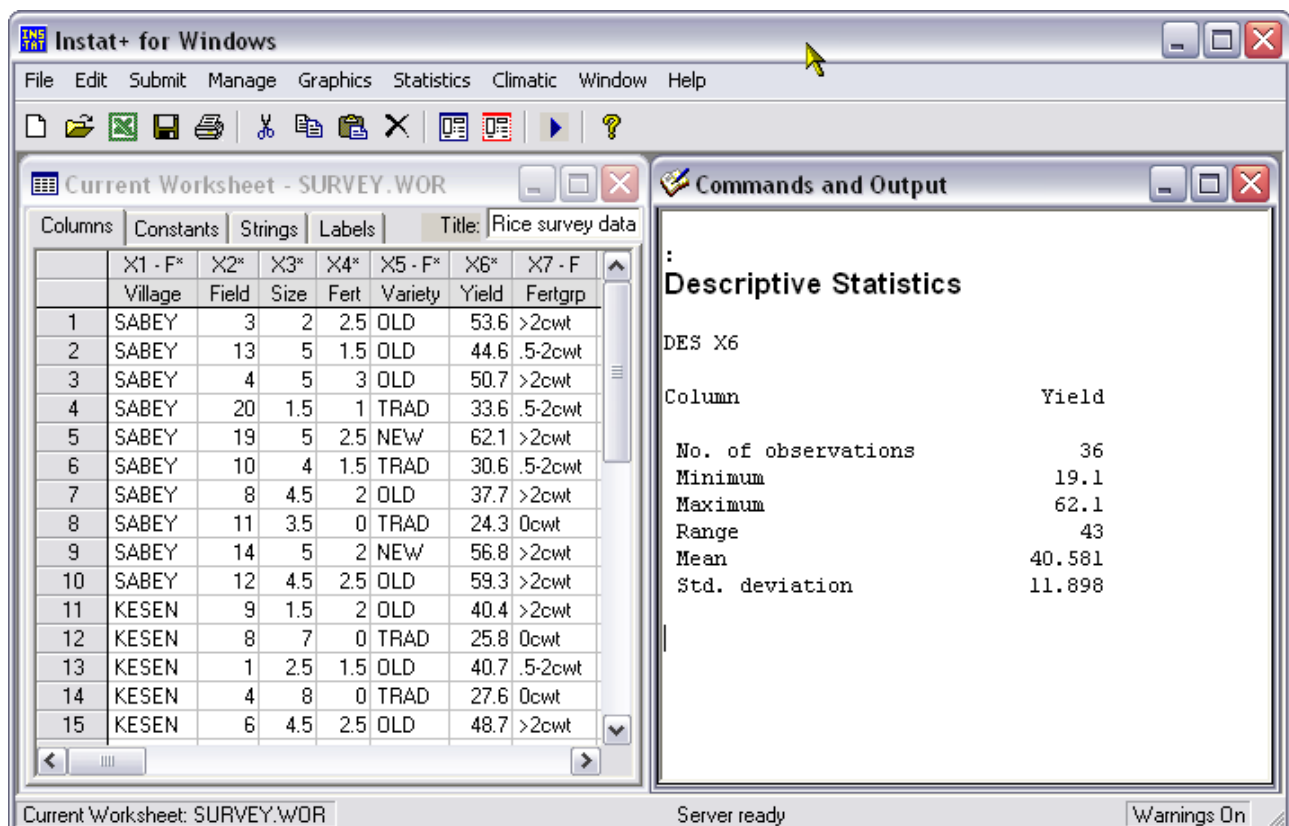 INSTAT Instat+ for Windows
File Edit Submit Manage Graphics Statistics Climatic Window Help
Current Worksheet - SURVEY.WOR
Columns Constants Strings Labels Title: Rice survey data
X1 - F* X2* X3* X4* X5 - F* X6* X7 - F
Village Field Size Fert Variety Yield Fertgrp
1 SABEY 3 2 2.5 OLD 53.6 >2cwt
2 SABEY 13 5 1.5 OLD 44.6 .5-2cwt
3 SABEY 4 5 3 OLD 50.7 >2cwt
4 SABEY 20 1.5 1 TRAD 33.6 .5-2cwt
5 SABEY 19 5 2.5 NEW 62.1 >2cwt
6 SABEY 10 4 1.5 TRAD 30.6 .5-2cwt
7 SABEY 8 4.5 2 OLD 37.7 >2cwt
8 SABEY 11 3.5 0 TRAD 24.3 0cwt
9 SABEY 14 5 2 NEW 56.8 >2cwt
10 SABEY 12 4.5 2.5 OLD 59.3 >2cwt
11 KESEN 9 1.5 2 OLD 40.4 >2cwt
12 KESEN 8 7 0 TRAD 25.8 0cwt
13 KESEN 1 2.5 1.5 OLD 40.7 .5-2cwt
14 KESEN 4 8 0 TRAD 27.6 0cwt
15 KESEN 6 4.5 2.5 OLD 48.7 >2cwt
Commands and Output
:
Descriptive Statistics
DES X6
Column Yield
No. of observations 36
Minimum 19.1
Maximum 62.1
Range 43
Mean 40.581
Std. deviation 11.898
Current Worksheet: SURVEY.WOR Server ready Warnings On